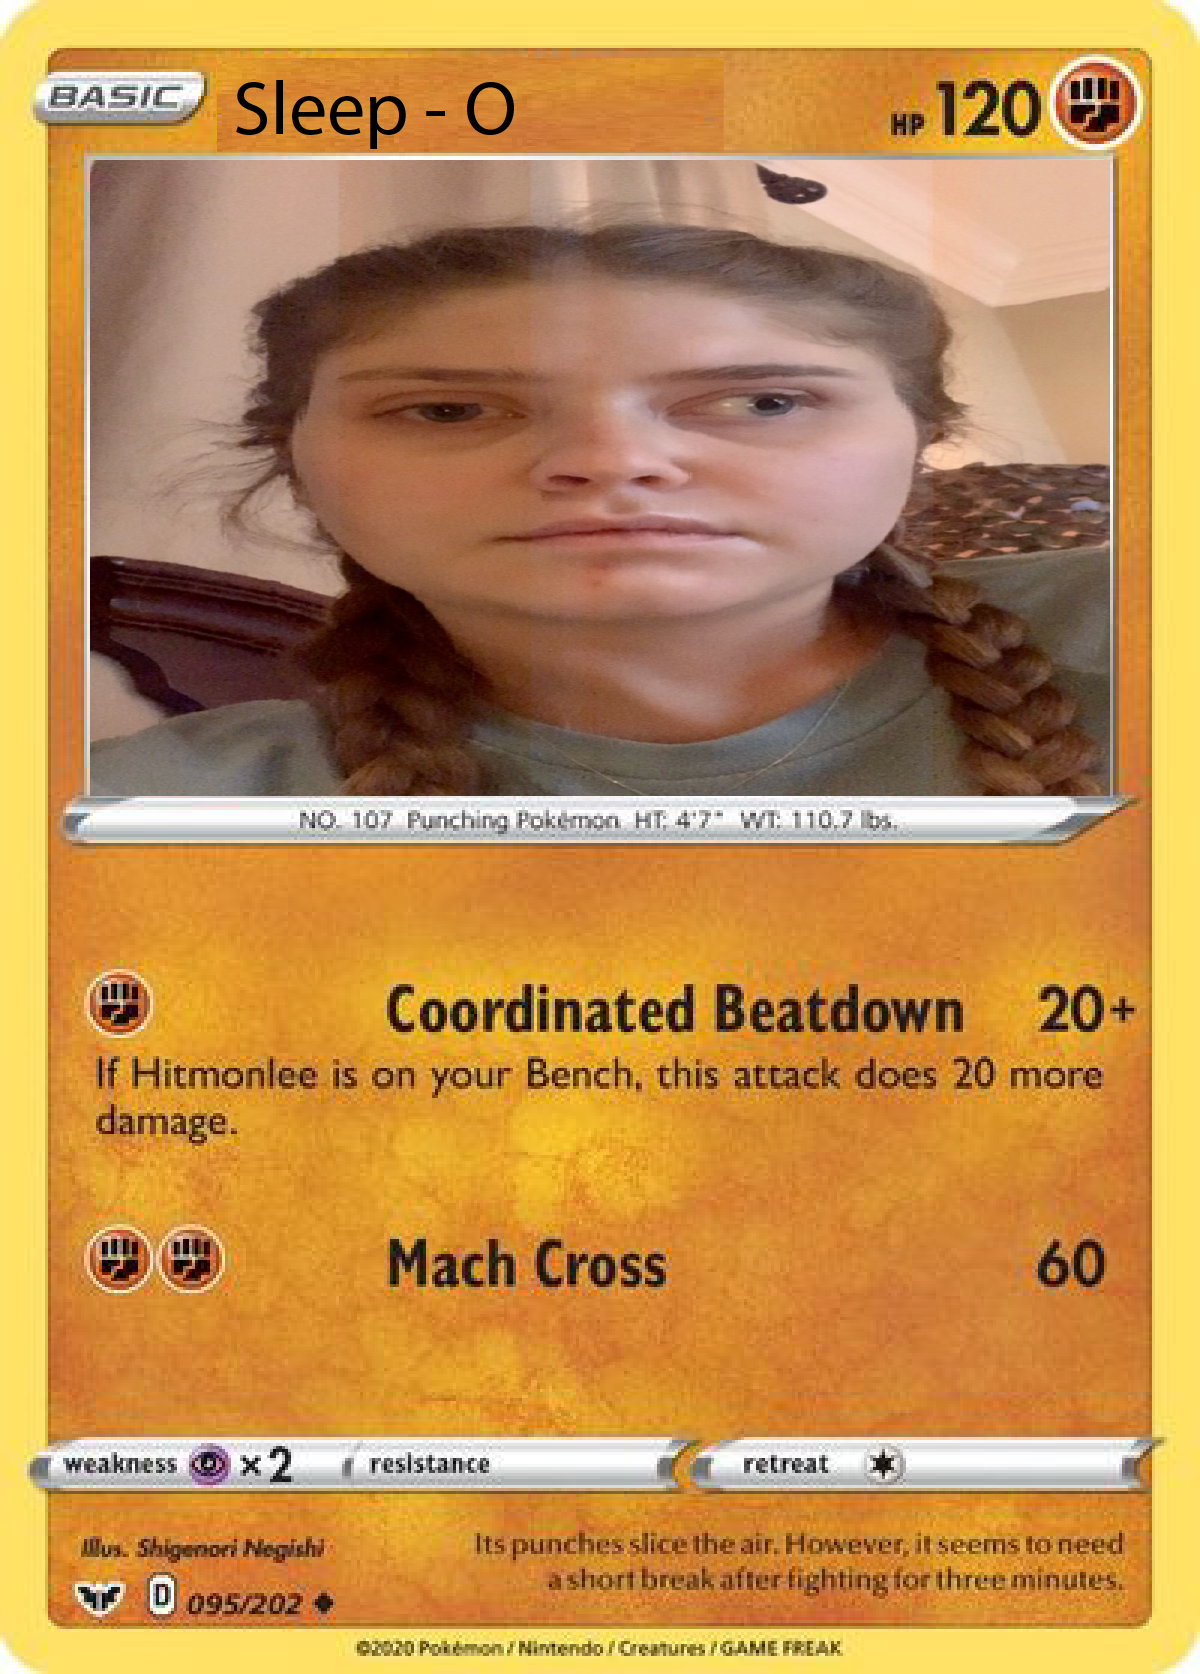 BASIC Sleep - O HP 120
NO. 107 Punching Pokémon HT: 4'7" WT: 110.7 lbs.
Coordinated Beatdown 20+
If Hitmonlee is on your Bench, this attack does 20 more
damage.
Mach Cross 60
weakness ×2 resistance retreat
Illus. Shigenori Negishi
Its punches slice the air. However, it seems to need
a short break after fighting for three minutes.
D 095/202
©2020 Pokémon / Nintendo / Creatures / GAME FREAK